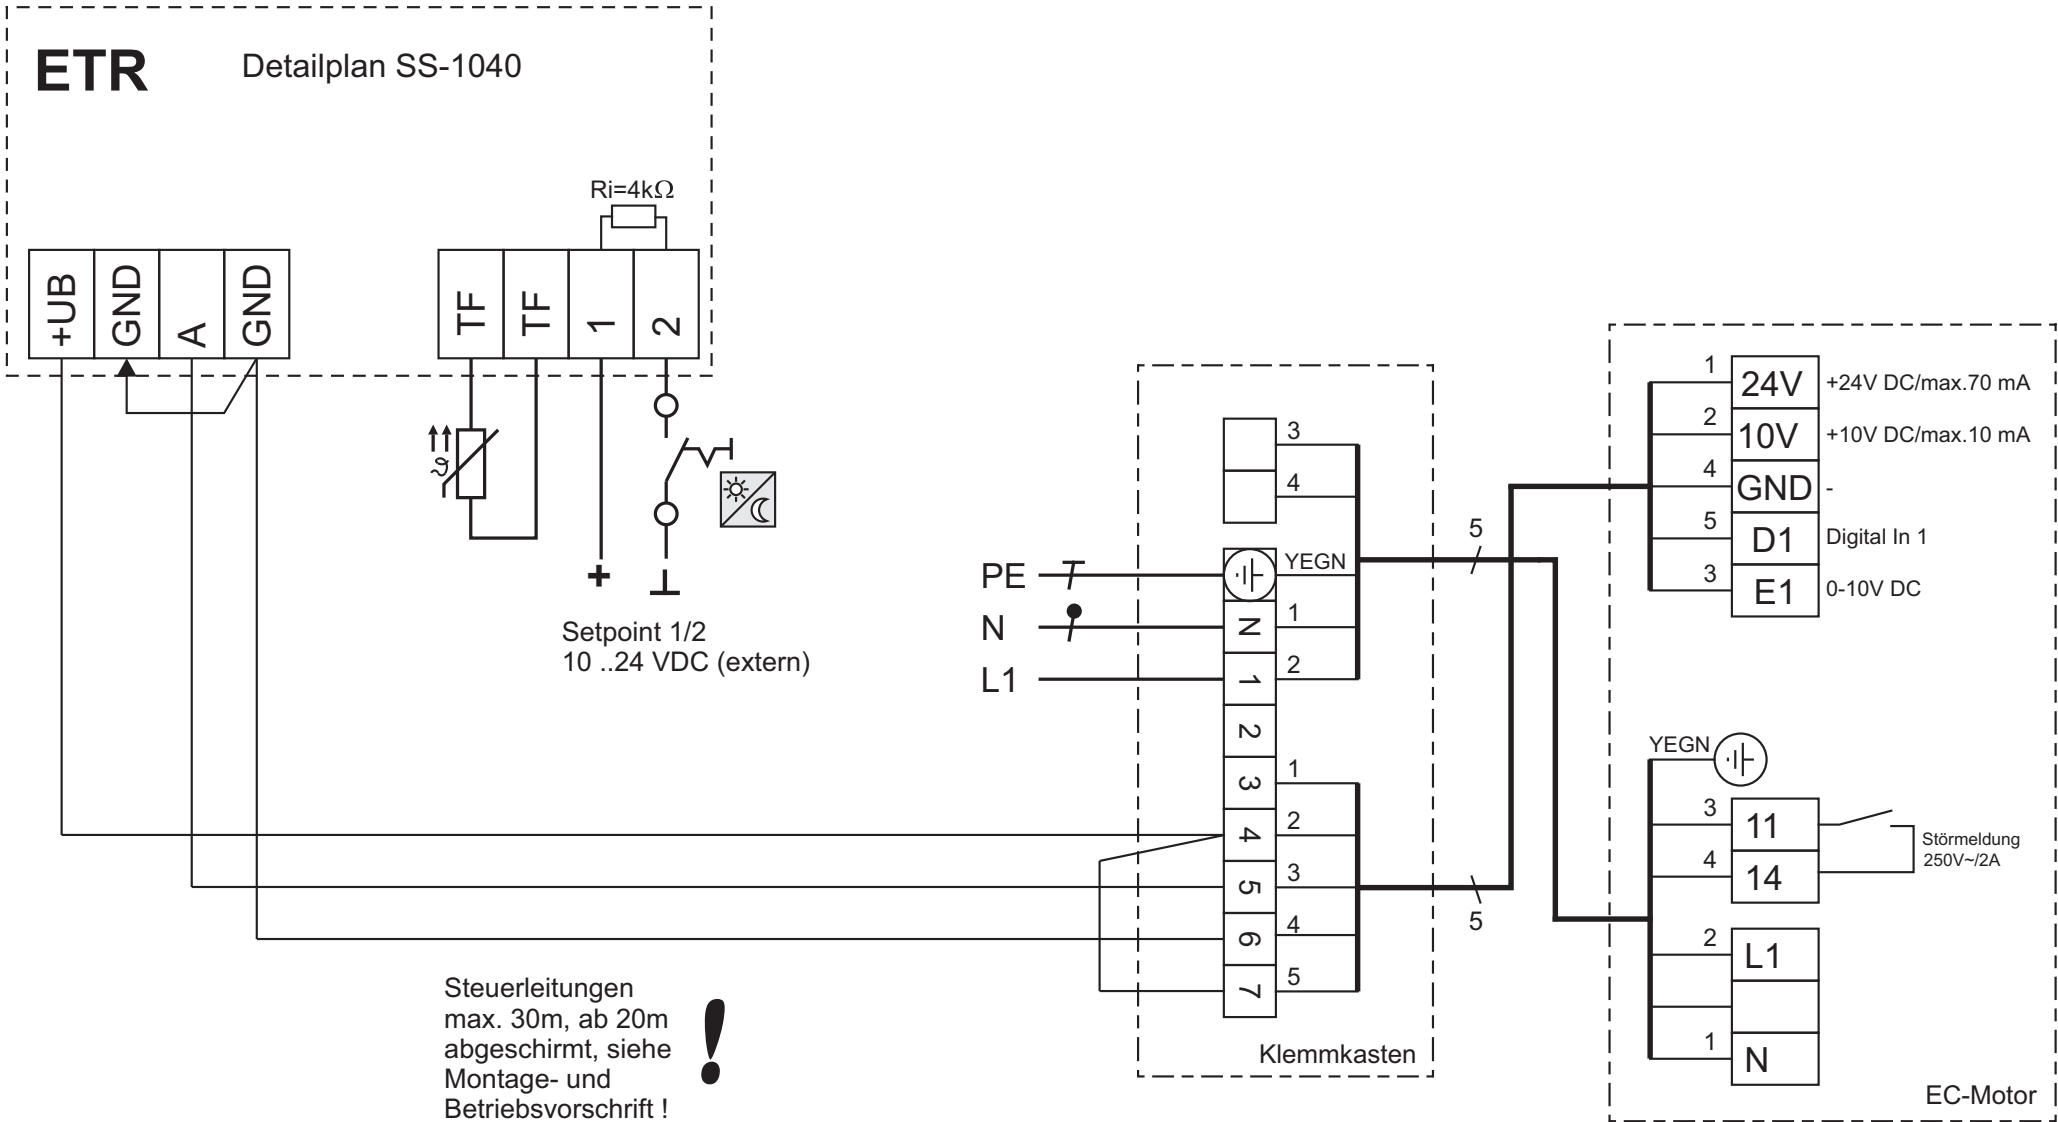 ETR
Detailplan SS-1040
Ri=4kΩ
+UB
GND
A
GND
TF
TF
1
2
ϑ
+
Setpoint 1/2
10 ..24 VDC (extern)
PE
N
L1
3
4
YEGN
N
1
1
2
2
3
1
4
2
5
3
6
4
7
5
Klemmkasten
5
5
1
24V
+24V DC/max.70 mA
2
10V
+10V DC/max.10 mA
4
GND
-
5
D1
Digital In 1
3
E1
0-10V DC
YEGN
3
11
4
14
Störmeldung
250V~/2A
2
L1
1
N
EC-Motor
Steuerleitungen
max. 30m, ab 20m
abgeschirmt, siehe
Montage- und
Betriebsvorschrift !
!